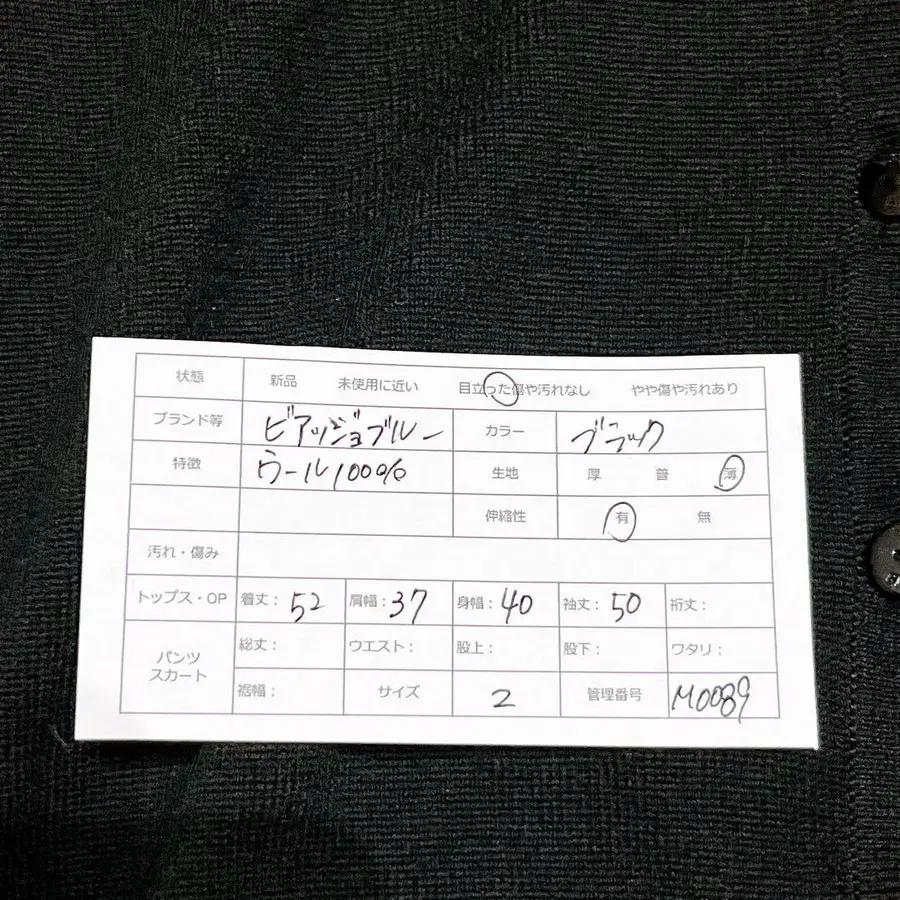 状態 新品 未使用に近い 目立った傷や汚れなし やや傷や汚れあり
ブランド等 ビアッジョブルー カラー ブラック
特徴 ウール100% 生地 厚 普 薄
伸縮性 有 無
汚れ・傷み
トップス・OP 着丈: 52 肩幅: 37 身幅: 40 袖丈: 50 裄丈:
パンツ スカート 総丈: ウエスト: 股上: 股下: ワタリ:
裾幅: サイズ 2 管理番号 M0089